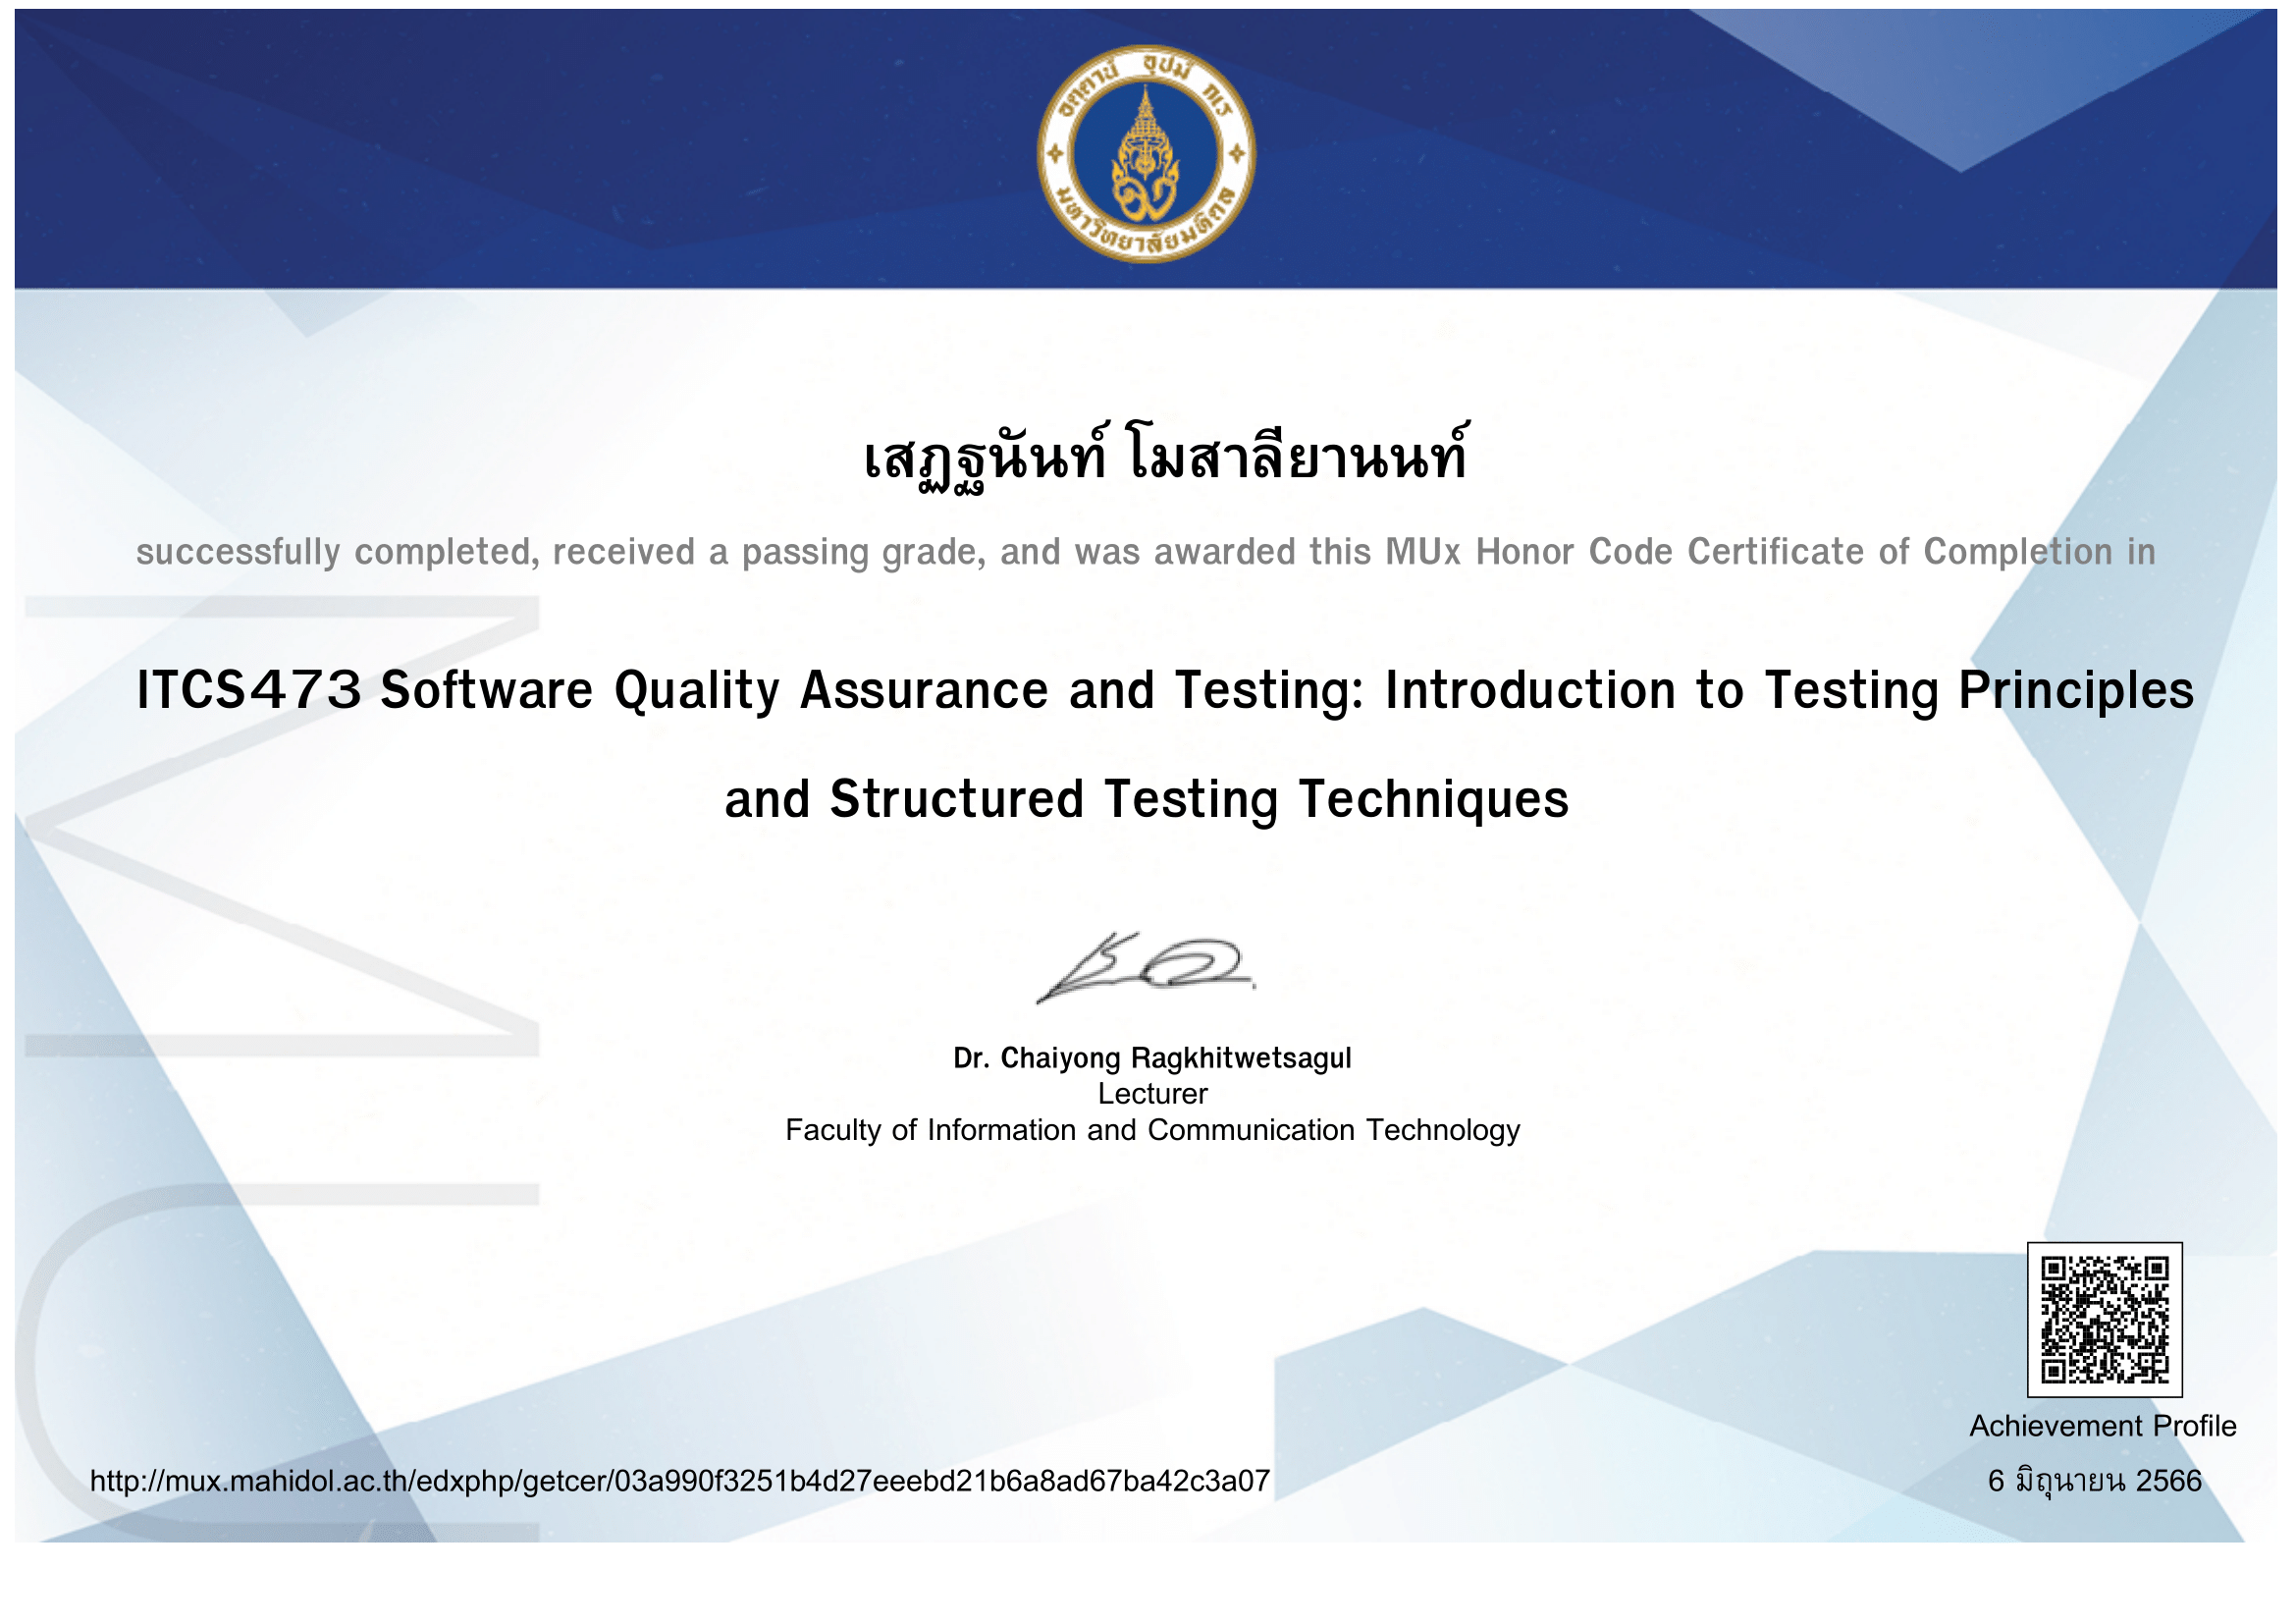 อตฺตานํ อุปมํ กเร
มหาวิทยาลัยมหิดล
เสฏฐนันท์ โมสาลียานนท์
successfully completed, received a passing grade, and was awarded this MUx Honor Code Certificate of Completion in
ITCS473 Software Quality Assurance and Testing: Introduction to Testing Principles
and Structured Testing Techniques
Dr. Chaiyong Ragkhitwetsagul
Lecturer
Faculty of Information and Communication Technology
Achievement Profile
http://mux.mahidol.ac.th/edxphp/getcer/03a990f3251b4d27eeebd21b6a8ad67ba42c3a07
6 มิถุนายน 2566